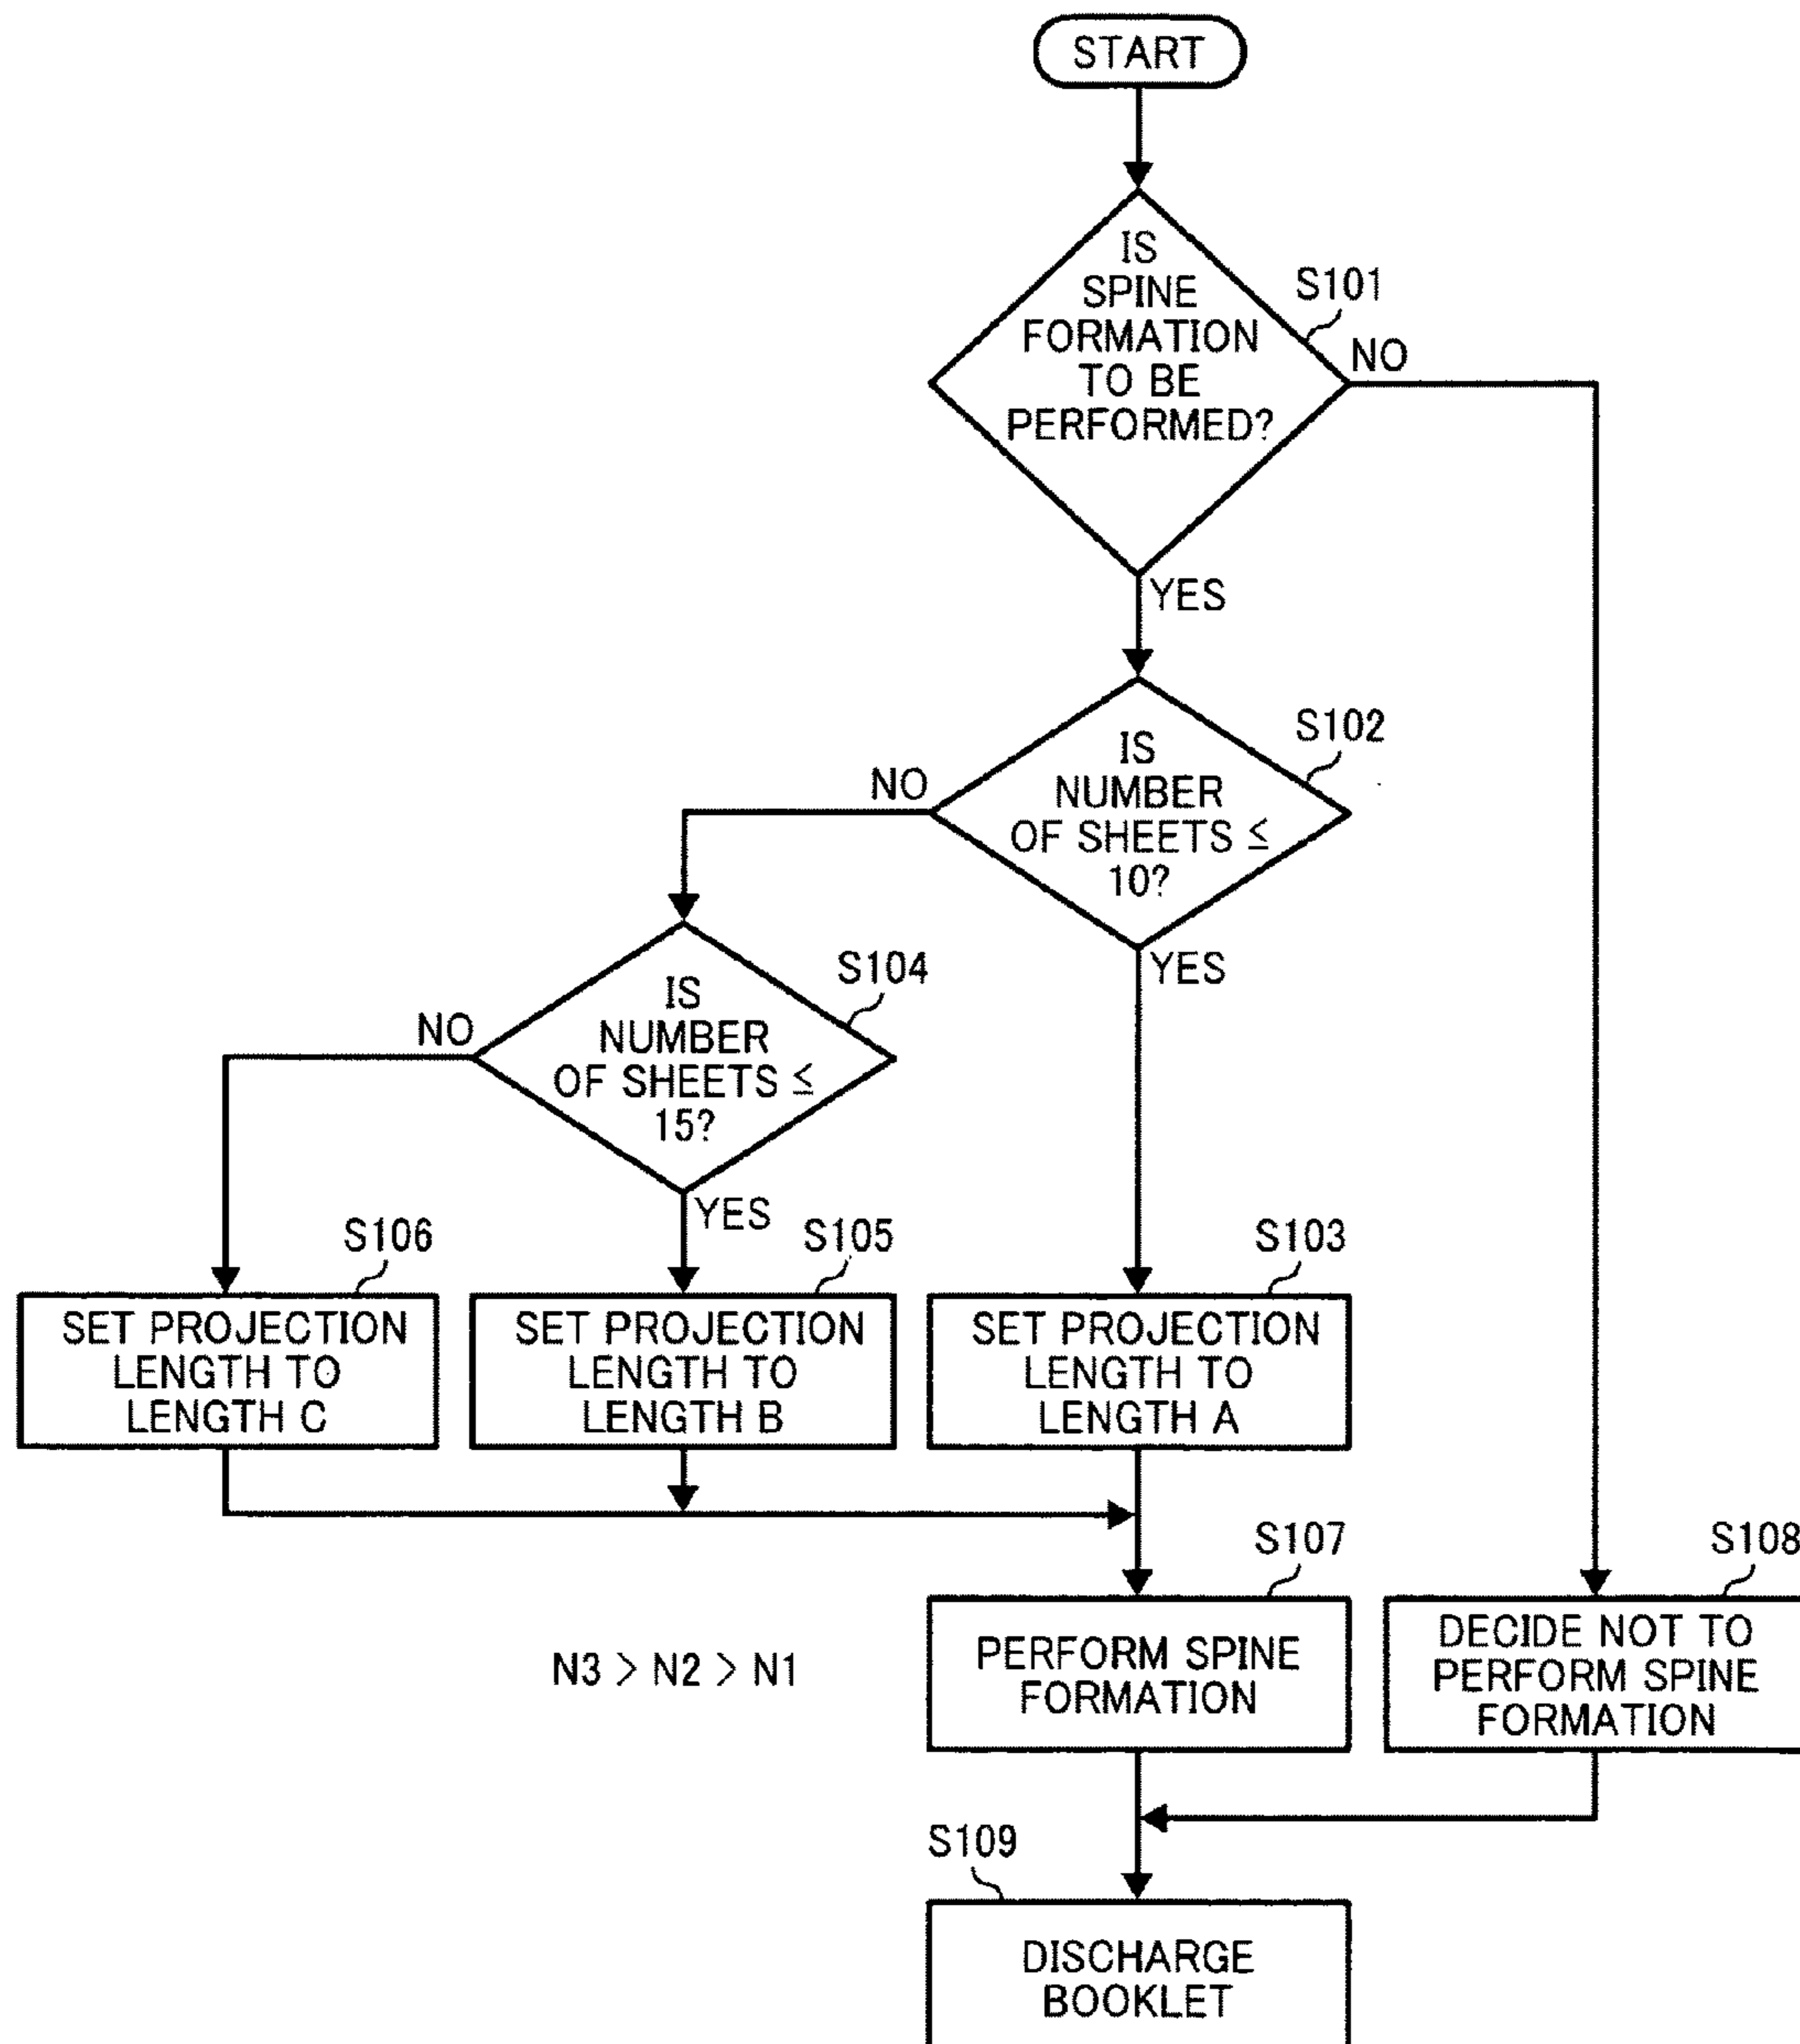 START
IS
SPINE
FORMATION
TO BE
PERFORMED?
S101
NO
YES
IS
NUMBER
OF SHEETS ≤
10?
S102
NO
YES
IS
NUMBER
OF SHEETS ≤
15?
S104
NO
YES
S106
SET PROJECTION
LENGTH TO
LENGTH C
S105
SET PROJECTION
LENGTH TO
LENGTH B
S103
SET PROJECTION
LENGTH TO
LENGTH A
S107
PERFORM SPINE
FORMATION
S108
DECIDE NOT TO
PERFORM SPINE
FORMATION
N3 > N2 > N1
S109
DISCHARGE
BOOKLET